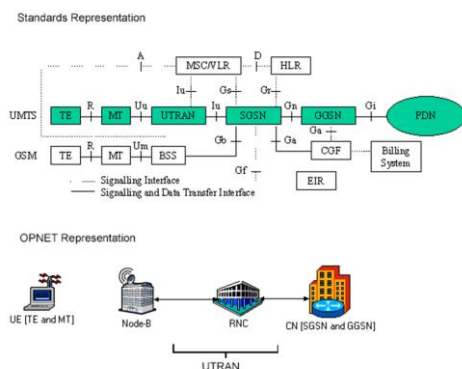 Standards Representation
A
D
MSC/VLR
HLR
Iu
Gs
Gr
UMTS
TE
R
MT
Uu
UTRAN
Iu
SGSN
Gn
GGSN
Gi
PDN
Gb
Ga
Ga
GSM
TE
R
MT
Um
BSS
CGF
Billing
System
Gf
EIR
Signalling Interface
Signalling and Data Transfer Interface
OPNET Representation
UE [TE and MT]
Node-B
RNC
CN [SGSN and GGSN]
UTRAN